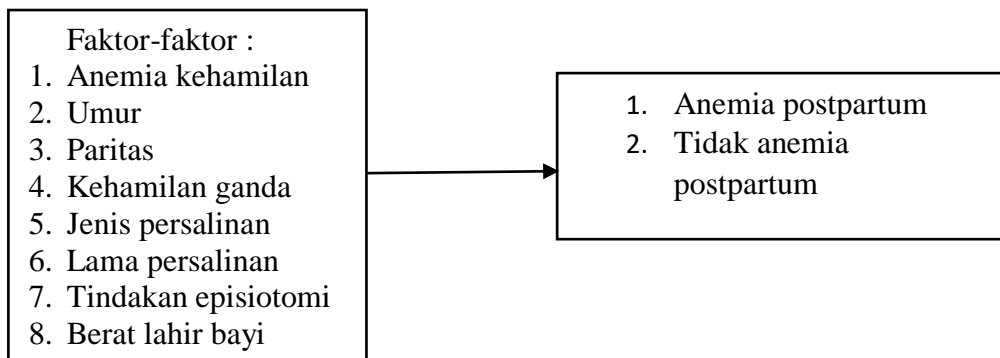 Faktor-faktor :
1. Anemia kehamilan
2. Umur
3. Paritas
4. Kehamilan ganda
5. Jenis persalinan
6. Lama persalinan
7. Tindakan episiotomi
8. Berat lahir bayi
1. Anemia postpartum
2. Tidak anemia
postpartum